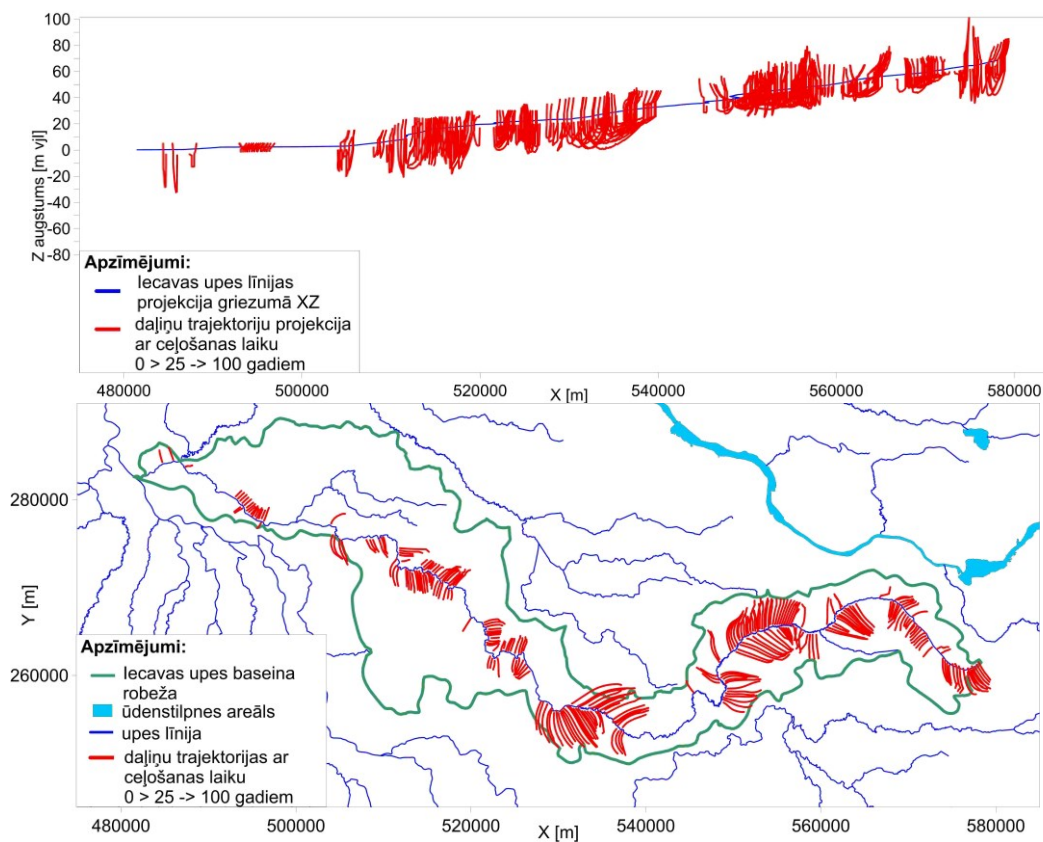 100
80
60
40
20
0
-20
-40
-60
-80
Z augstums [m vjl]
Apzīmējumi:
Iecavas upes līnijas
projekcija griezumā XZ
daļiņu trajektoriju projekcija
ar ceļošanas laiku
0 > 25 -> 100 gadiem
480000 500000 520000 540000 560000 580000
X [m]
280000
260000
Y [m]
Apzīmējumi:
Iecavas upes baseina
robeža
ūdenstilpnes areāls
upes līnija
daļiņu trajektorijas ar
ceļošanas laiku
0 > 25 -> 100 gadiem
480000 500000 520000 540000 560000 580000
X [m]